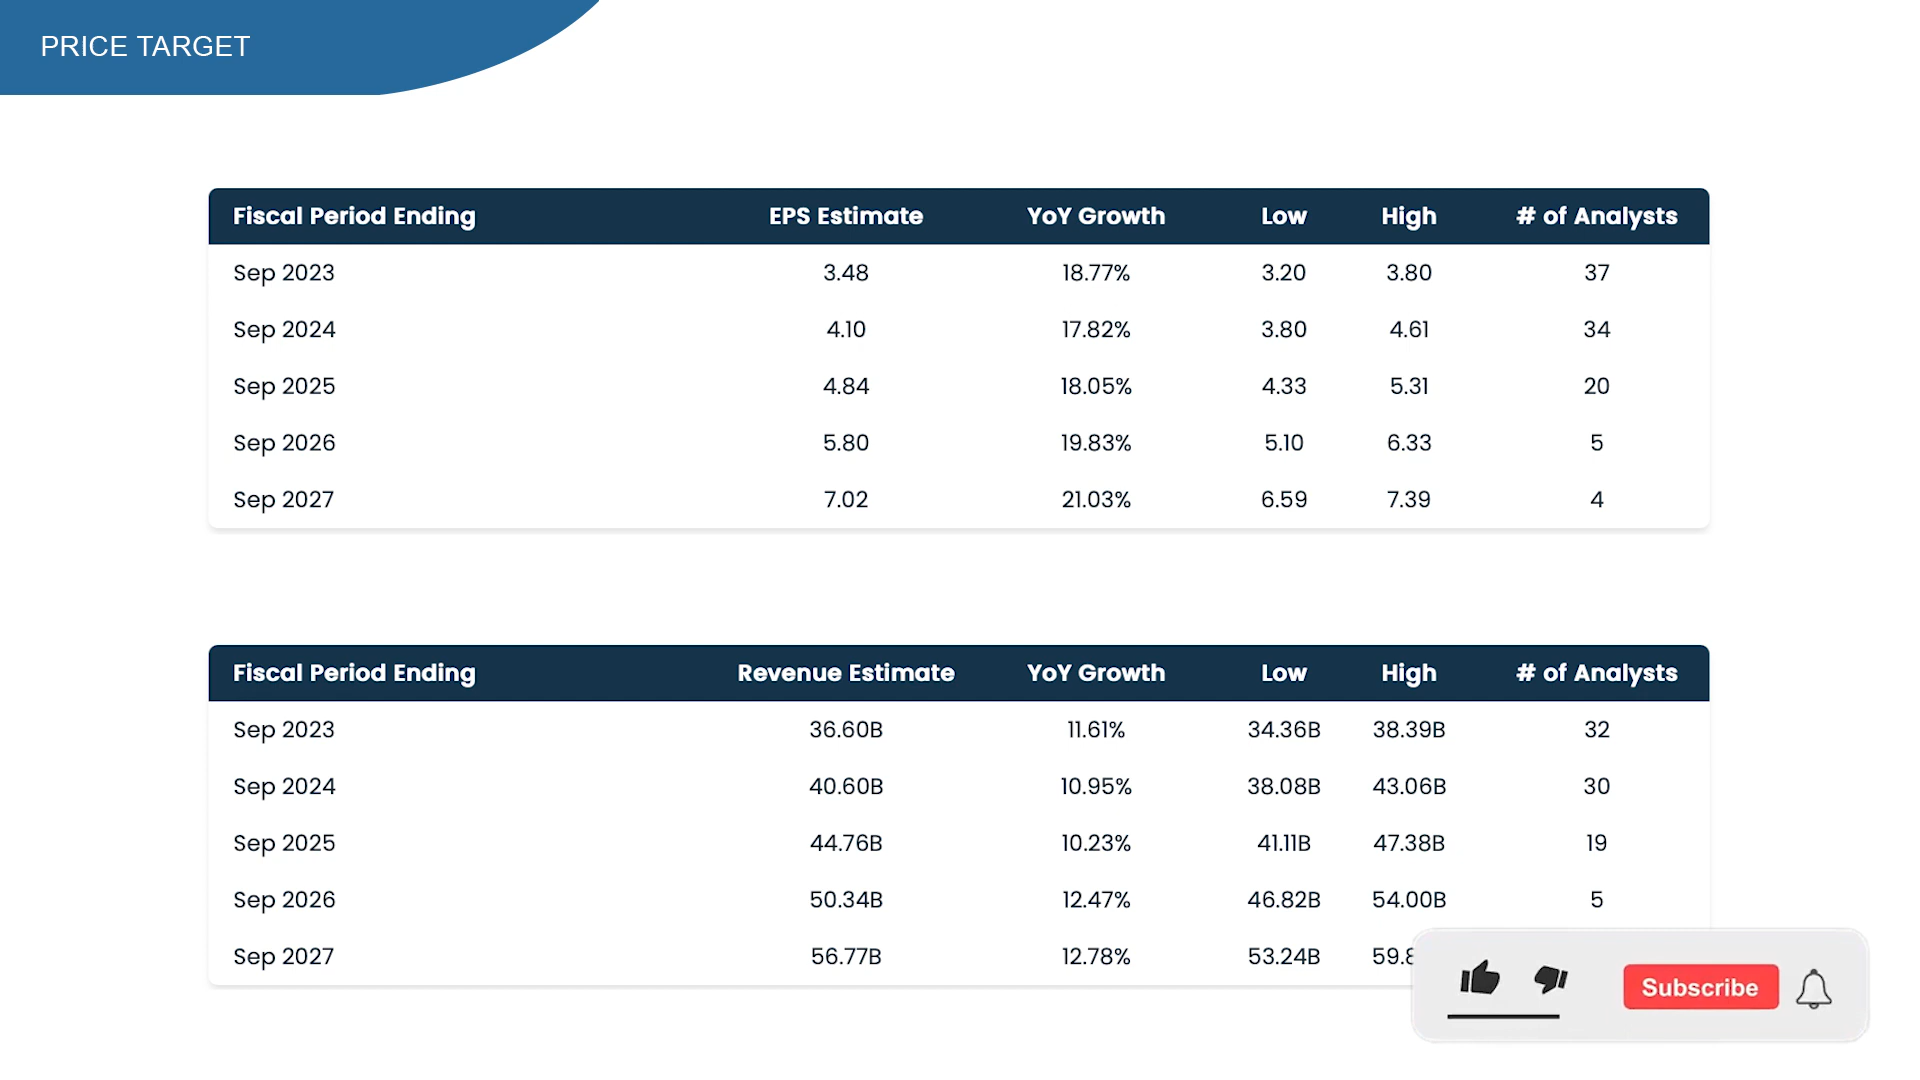 PRICE TARGET
Fiscal Period Ending EPS Estimate YoY Growth Low High # of Analysts
Sep 2023 3.48 18.77% 3.20 3.80 37
Sep 2024 4.10 17.82% 3.80 4.61 34
Sep 2025 4.84 18.05% 4.33 5.31 20
Sep 2026 5.80 19.83% 5.10 6.33 5
Sep 2027 7.02 21.03% 6.59 7.39 4
Fiscal Period Ending Revenue Estimate YoY Growth Low High # of Analysts
Sep 2023 36.60B 11.61% 34.36B 38.39B 32
Sep 2024 40.60B 10.95% 38.08B 43.06B 30
Sep 2025 44.76B 10.23% 41.11B 47.38B 19
Sep 2026 50.34B 12.47% 46.82B 54.00B 5
Sep 2027 56.77B 12.78% 53.24B
Subscribe